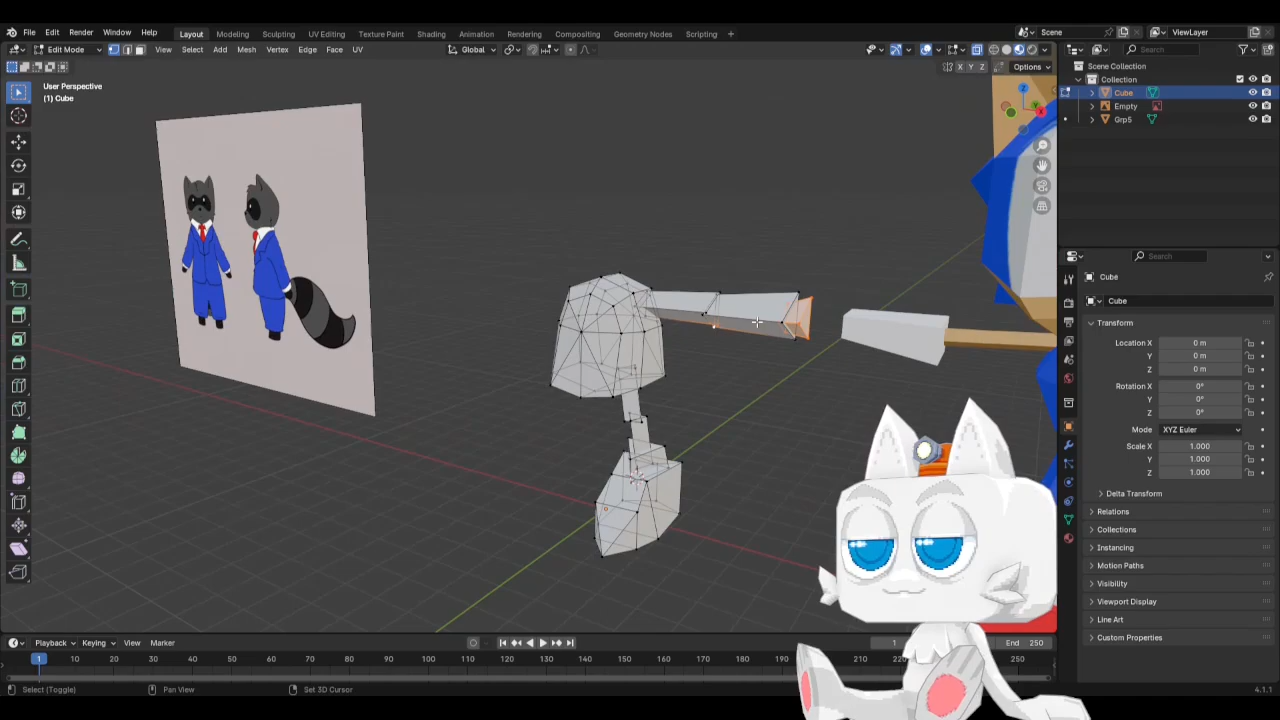 File Edit Render Window Help Layout Modeling Sculpting UV Editing Texture Paint Shading Animation Rendering Compositing Geometry Nodes Scripting + Scene ViewLayer
Edit Mode View Select Add Mesh Vertex Edge Face UV Global Search
X Y Z Options
User Perspective
(1) Cube
Scene Collection
Collection
Cube
Empty
Grp5
Search
Cube
Cube
Transform
Location X 0 m
Y 0 m
Z 0 m
Rotation X 0°
Y 0°
Z 0°
Mode XYZ Euler
Scale X 1.000
Y 1.000
Z 1.000
Delta Transform
Relations
Collections
Instancing
Motion Paths
Visibility
Viewport Display
Line Art
Custom Properties
Playback Keying View Marker 1 End 250
1 10 20 30 40 50 60 70 80 90 100 110 120 130 140 150 160 170 180 190 200 210 250
Select (Toggle) Pan View Set 3D Cursor 4.1.1